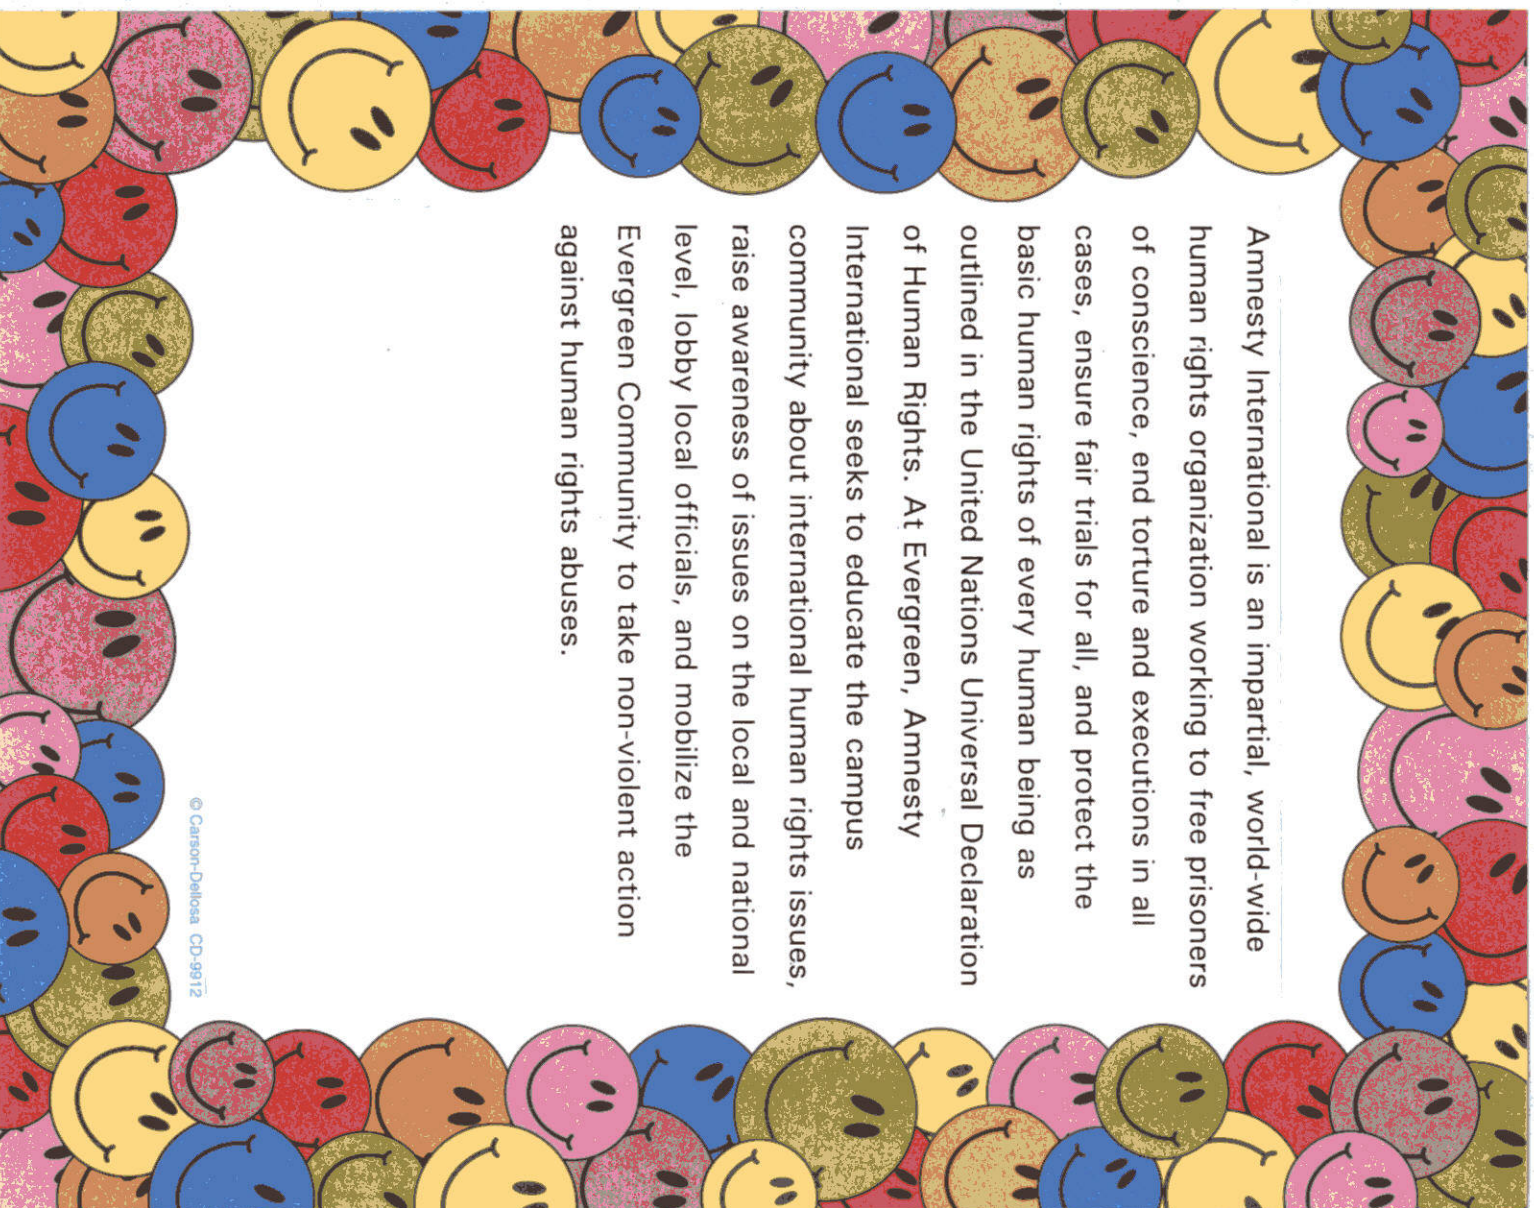 Amnesty International is an impartial, world-wide
human rights organization working to free prisoners
of conscience, end torture and executions in all
cases, ensure fair trials for all, and protect the
basic human rights of every human being as
outlined in the United Nations Universal Declaration
of Human Rights. At Evergreen, Amnesty
International seeks to educate the campus
community about international human rights issues,
raise awareness of issues on the local and national
level, lobby local officials, and mobilize the
Evergreen Community to take non-violent action
against human rights abuses.
© Carson-Dellosa CD-9912